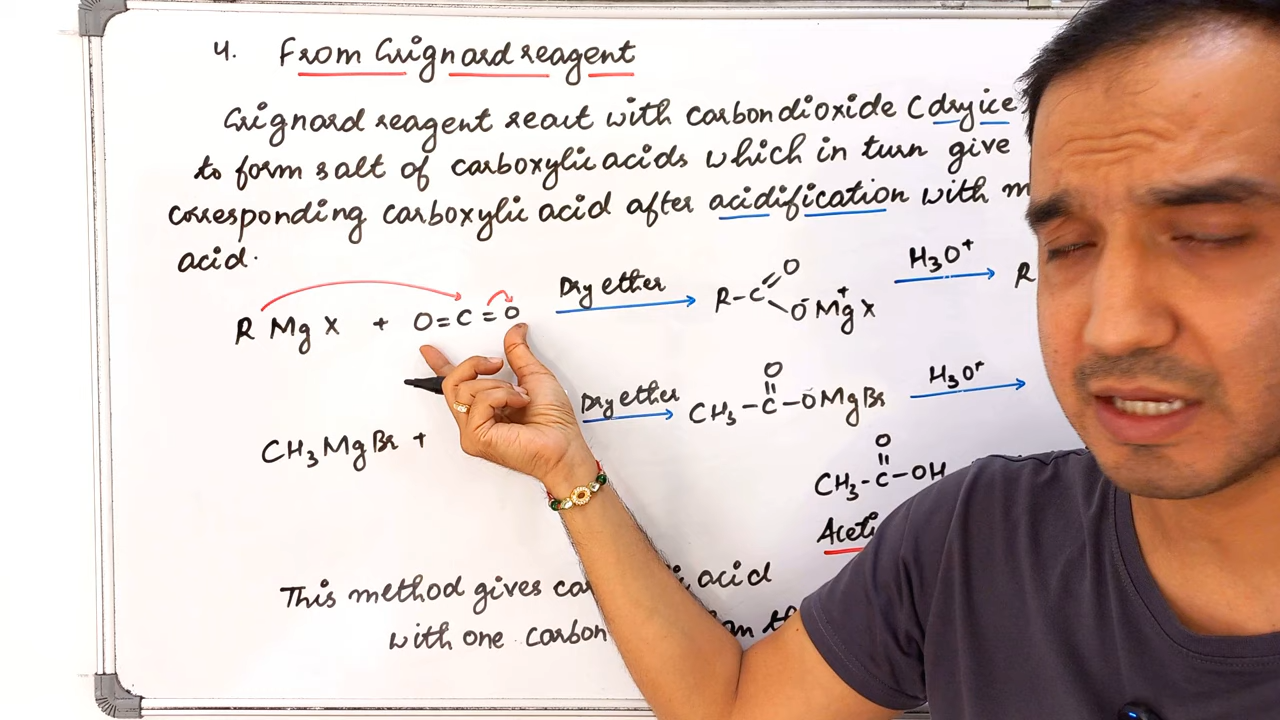 4. From Grignard reagent
Grignard reagent react with carbondioxide (dry ice
to form salt of carboxylic acids which in turn give
corresponding carboxylic acid after acidification with
acid.
R Mg X + O=C=O Dry ether R-C O O⁻ Mg⁺X H₃O⁺ R
CH₃MgBr + Dry ether CH₃-C-O⁻MgBr H₃O⁺
O
CH₃-C-OH
O
This method gives acid
with one carbon